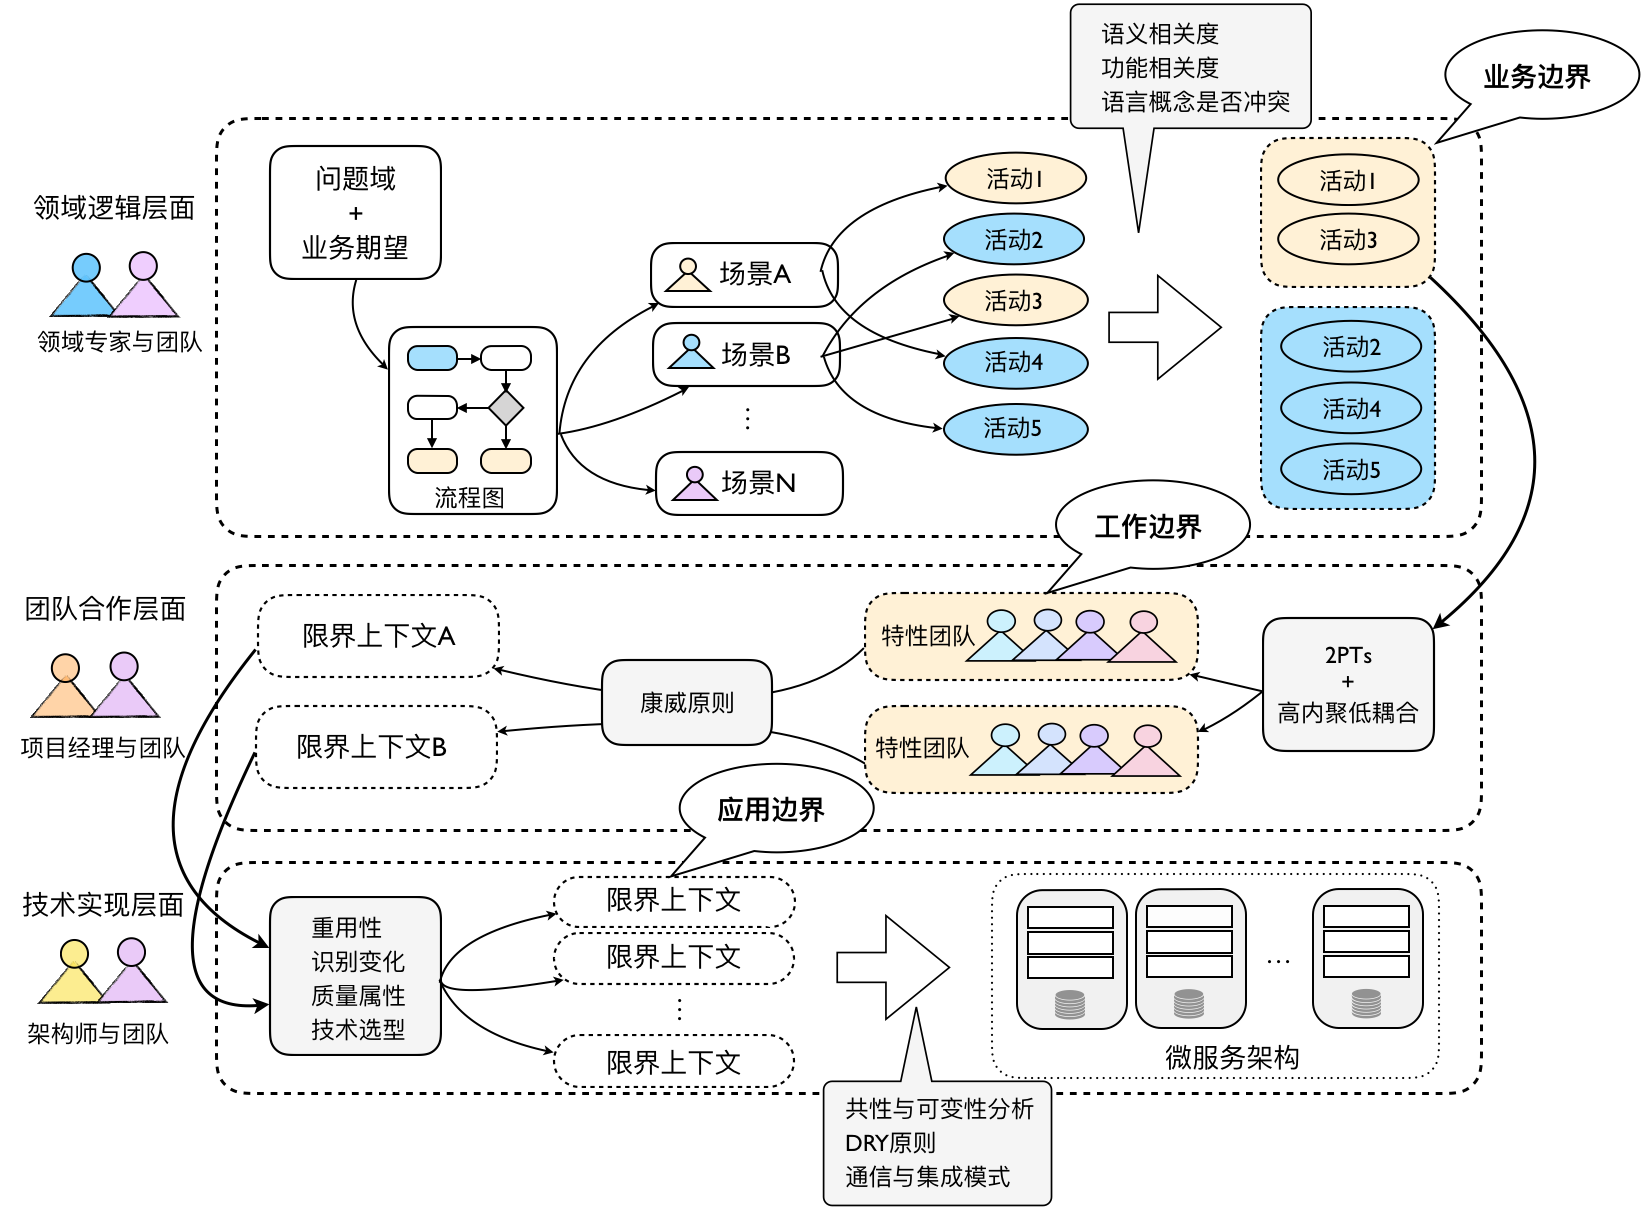 语义相关度
功能相关度
语言概念是否冲突
业务边界
领域逻辑层面
领域专家与团队
问题域
+
业务期望
流程图
场景A
场景B
⋮
场景N
活动1
活动2
活动3
活动4
活动5
活动1
活动3
活动2
活动4
活动5
工作边界
团队合作层面
项目经理与团队
限界上下文A
限界上下文B
康威原则
特性团队
特性团队
2PTs
+
高内聚低耦合
应用边界
技术实现层面
架构师与团队
重用性
识别变化
质量属性
技术选型
限界上下文
限界上下文
⋮
限界上下文
…
微服务架构
共性与可变性分析
DRY原则
通信与集成模式